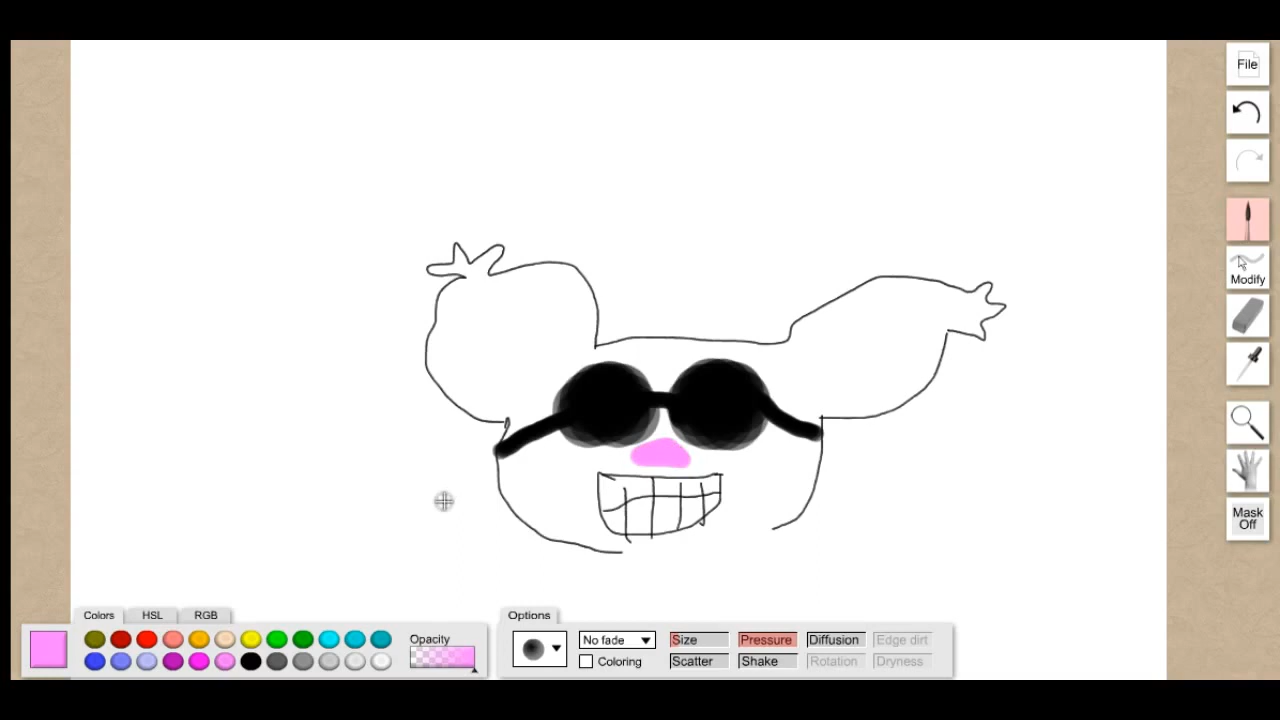 File
Modify
Mask
Off
Colors HSL RGB
Opacity
Options
No fade
Coloring
Size Pressure Diffusion Edge dirt
Scatter Shake Rotation Dryness